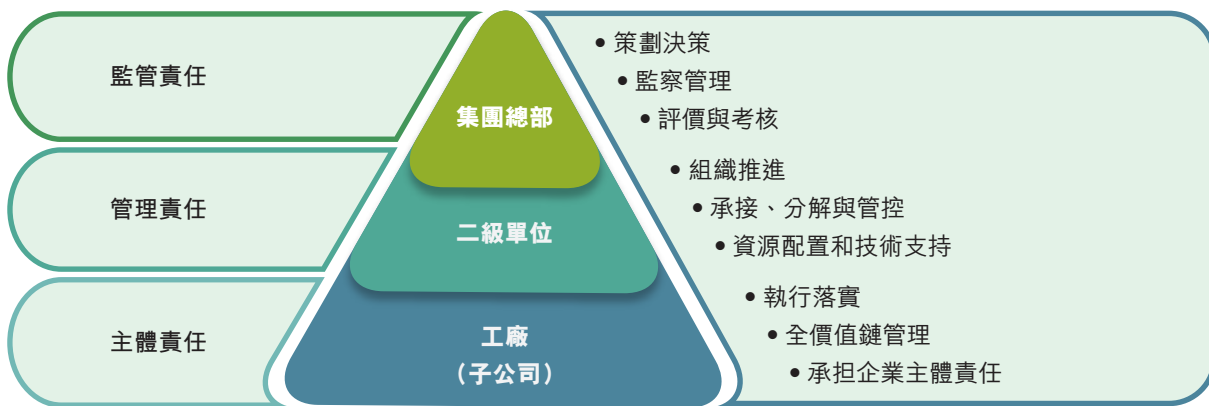 監管責任
集團總部
• 策劃決策
• 監察管理
• 評價與考核
管理責任
二級單位
• 組織推進
• 承接、分解與管控
• 資源配置和技術支持
主體責任
工廠
（子公司）
• 執行落實
• 全價值鏈管理
• 承担企業主體責任